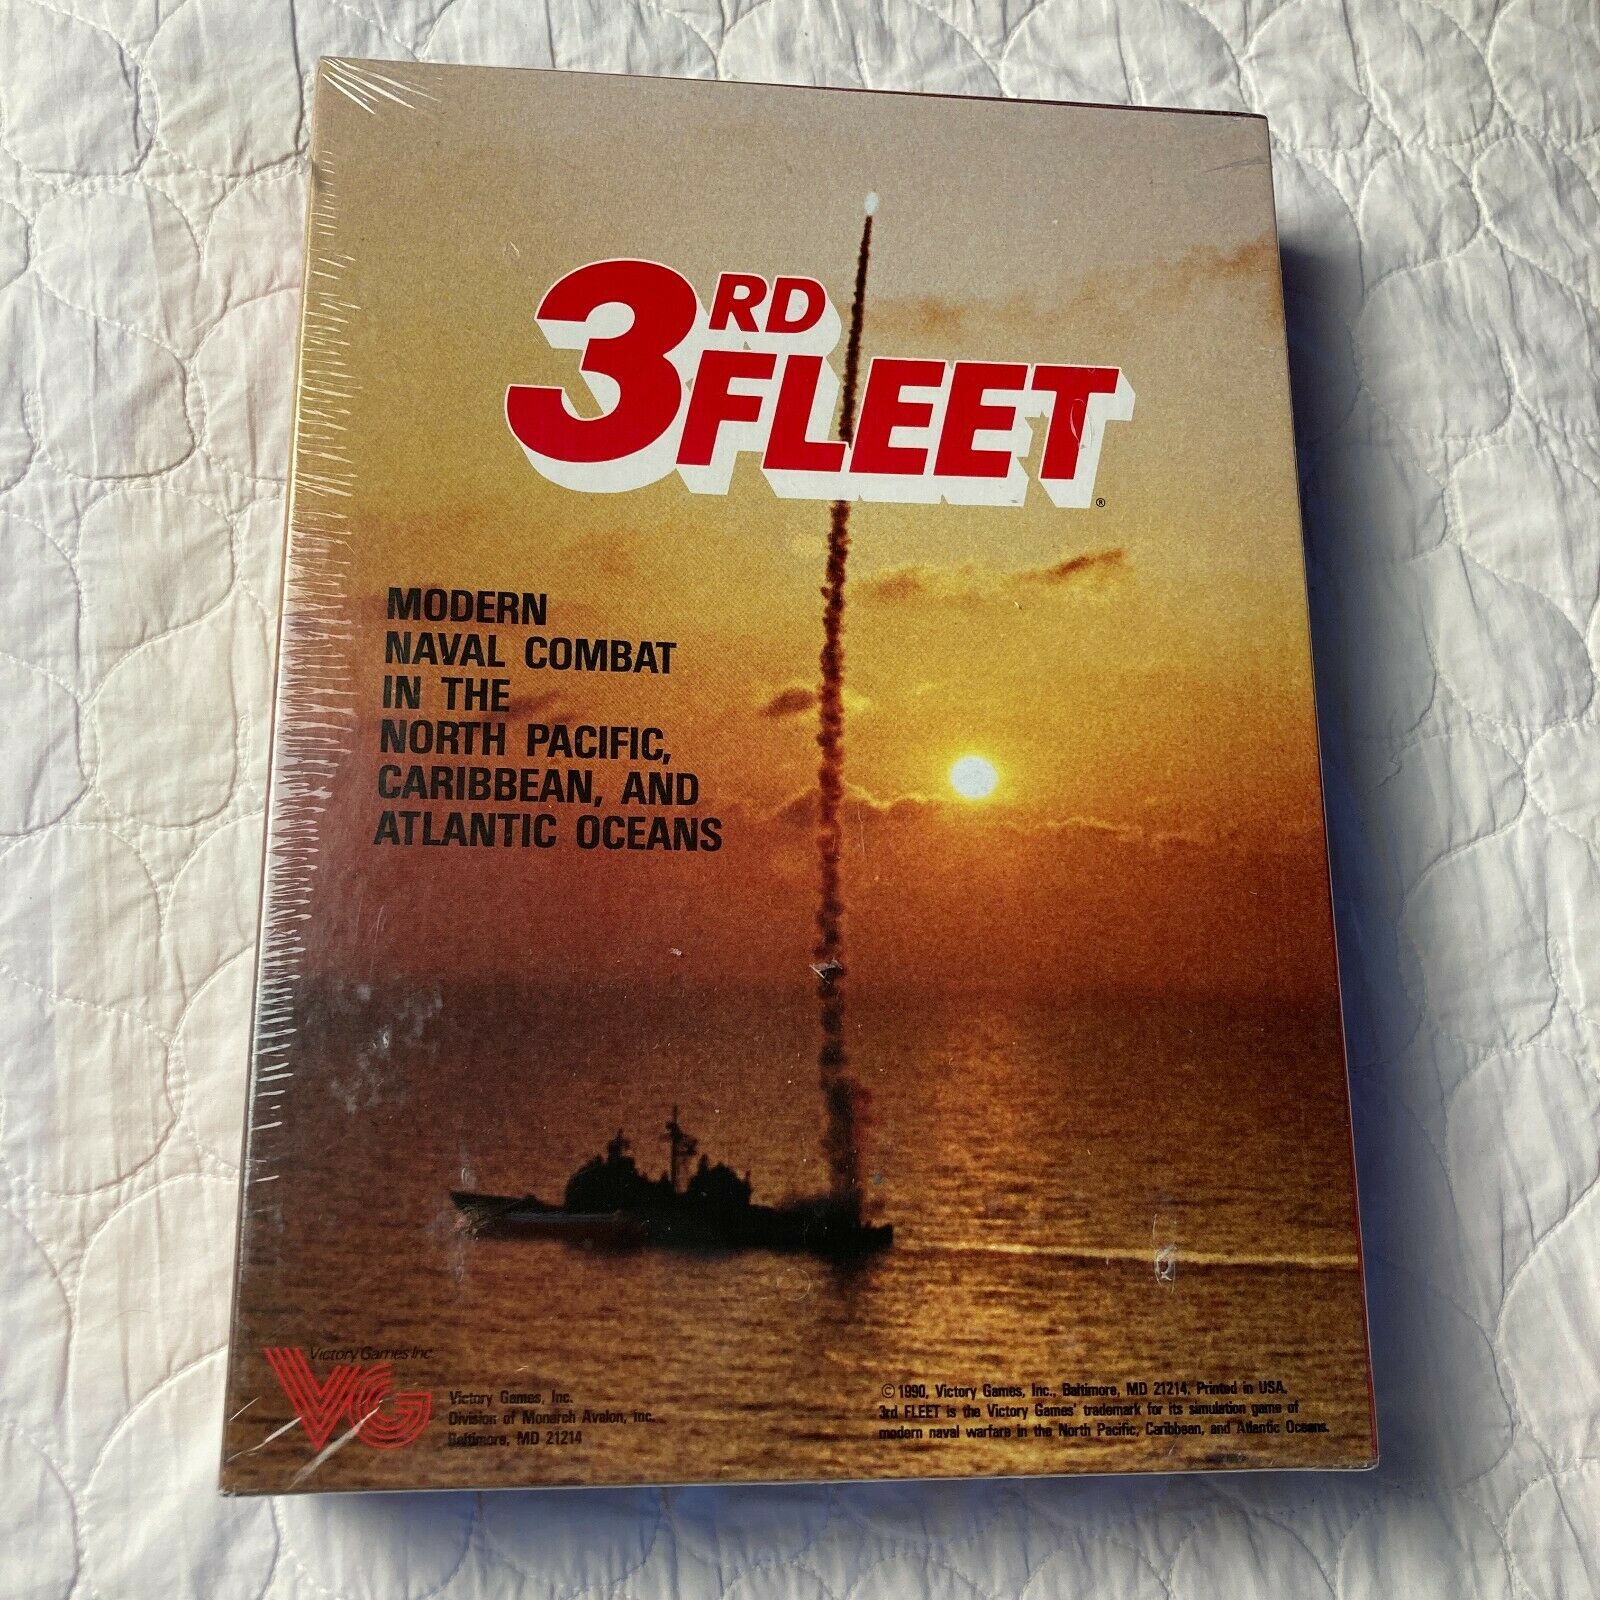 3RD
FLEET®
MODERN
NAVAL COMBAT
IN THE
NORTH PACIFIC,
CARIBBEAN, AND
ATLANTIC OCEANS
Victory Games Inc.
VG
Victory Games, Inc.
Division of Monarch Avalon, Inc.
Baltimore, MD 21214
© 1990, Victory Games, Inc., Baltimore, MD 21214. Printed in USA.
3rd FLEET is the Victory Games' trademark for its simulation game of
modern naval warfare in the North Pacific, Caribbean, and Atlantic Oceans.